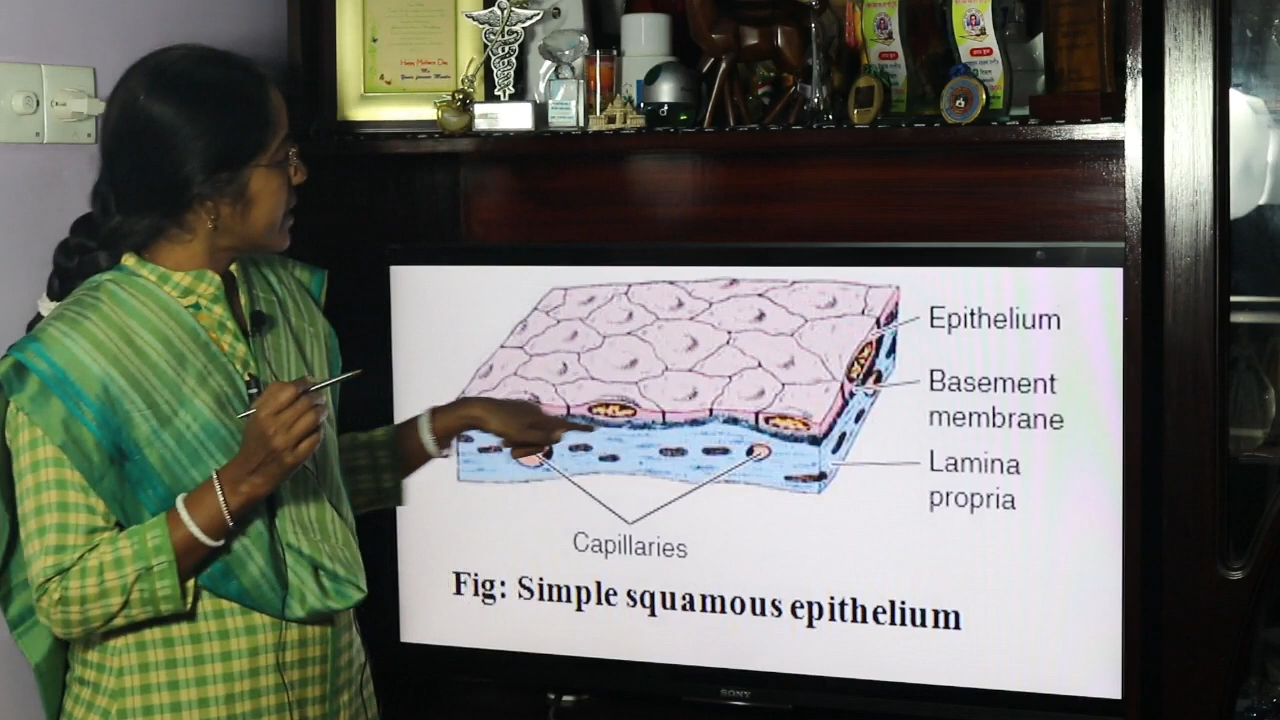 Happy Mothers Day
Epithelium
Basement
membrane
Lamina
propria
Capillaries
Fig: Simple squamous epithelium
SONY